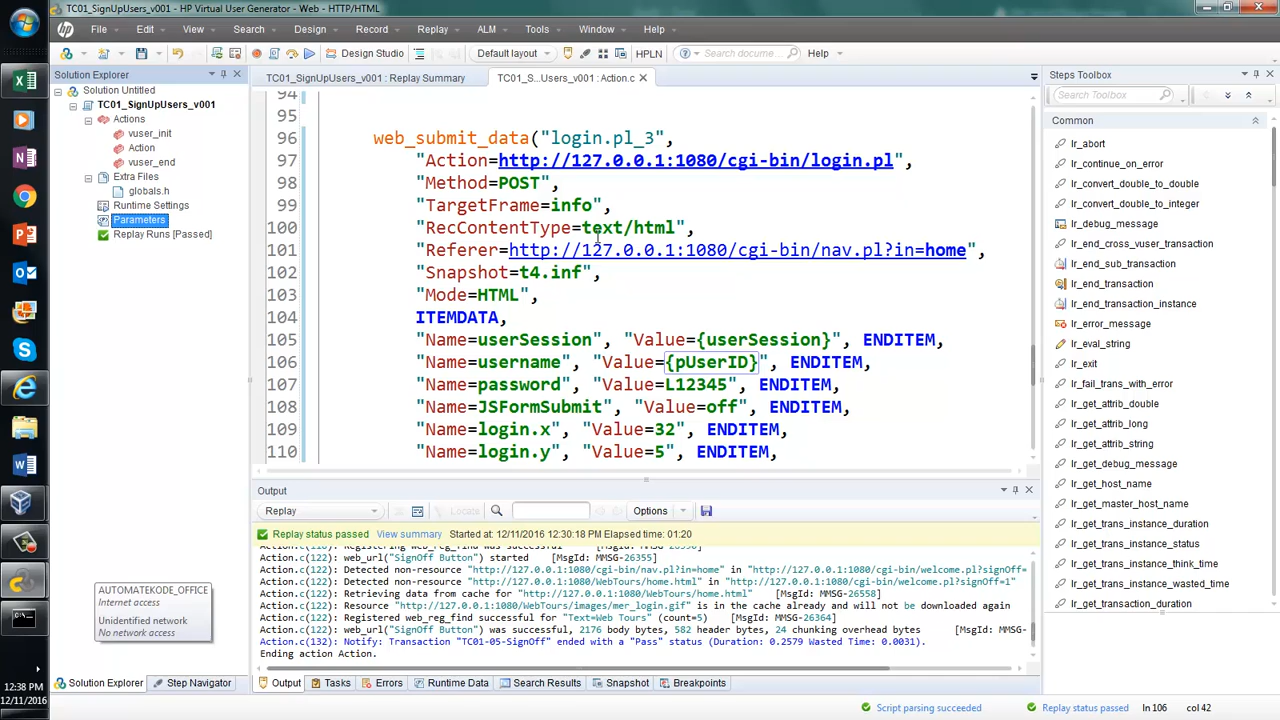 TC01_SignUpUsers_v001 - HP Virtual User Generator - Web - HTTP/HTML
File Edit View Search Design Record Replay ALM Tools Window Help
Design Studio Default layout HPLN Search docume... Help
Solution Explorer
Solution Untitled
TC01_SignUpUsers_v001
Actions
vuser_init
Action
vuser_end
Extra Files
globals.h
Runtime Settings
Parameters
Replay Runs [Passed]
TC01_SignUpUsers_v001 : Replay Summary TC01_S...Users_v001 : Action.c
94
95
96 web_submit_data("login.pl_3",
97 "Action=http://127.0.0.1:1080/cgi-bin/login.pl",
98 "Method=POST",
99 "TargetFrame=info",
100 "RecContentType=text/html",
101 "Referer=http://127.0.0.1:1080/cgi-bin/nav.pl?in=home",
102 "Snapshot=t4.inf",
103 "Mode=HTML",
104 ITEMDATA,
105 "Name=userSession", "Value={userSession}", ENDITEM,
106 "Name=username", "Value={pUserID}", ENDITEM,
107 "Name=password", "Value=L12345", ENDITEM,
108 "Name=JSFormSubmit", "Value=off", ENDITEM,
109 "Name=login.x", "Value=32", ENDITEM,
110 "Name=login.y", "Value=5", ENDITEM,
Output
Replay Locate Options
Replay status passed View summary Started at: 12/11/2016 12:30:18 PM Elapsed time: 01:20
Action.c(122): web_url("SignOff Button") started [MsgId: MMSG-26355]
Action.c(122): Detected non-resource "http://127.0.0.1:1080/cgi-bin/nav.pl?in=home" in "http://127.0.0.1:1080/cgi-bin/welcome.pl?signOff=
Action.c(122): Detected non-resource "http://127.0.0.1:1080/WebTours/home.html" in "http://127.0.0.1:1080/cgi-bin/welcome.pl?signOff=1"
Action.c(122): Retrieving data from cache for "http://127.0.0.1:1080/WebTours/home.html" [MsgId: MMSG-26558]
Action.c(122): Resource "http://127.0.0.1:1080/WebTours/images/mer_login.gif" is in the cache already and will not be downloaded again
Action.c(122): Registered web_reg_find successful for "Text=Web Tours" (count=5) [MsgId: MMSG-26364]
Action.c(122): web_url("SignOff Button") was successful, 2176 body bytes, 582 header bytes, 24 chunking overhead bytes [MsgId: MMSG-
Action.c(132): Notify: Transaction "TC01-05-SignOff" ended with a "Pass" status (Duration: 0.2579 Wasted Time: 0.0031).
Ending action Action.
Output Tasks Errors Runtime Data Search Results Snapshot Breakpoints
Steps Toolbox
Search Toolbox
Common
lr_abort
lr_continue_on_error
lr_convert_double_to_double
lr_convert_double_to_integer
lr_debug_message
lr_end_cross_vuser_transaction
lr_end_sub_transaction
lr_end_transaction
lr_end_transaction_instance
lr_error_message
lr_eval_string
lr_exit
lr_fail_trans_with_error
lr_get_attrib_double
lr_get_attrib_long
lr_get_attrib_string
lr_get_debug_message
lr_get_host_name
lr_get_master_host_name
lr_get_trans_instance_duration
lr_get_trans_instance_status
lr_get_trans_instance_think_time
lr_get_trans_instance_wasted_time
lr_get_transaction_duration
AUTOMATEKODE_OFFICE
Internet access
Unidentified network
No network access
Solution Explorer Step Navigator
12:38 PM
12/11/2016
Script parsing succeeded Replay status passed Ln 106 col 42